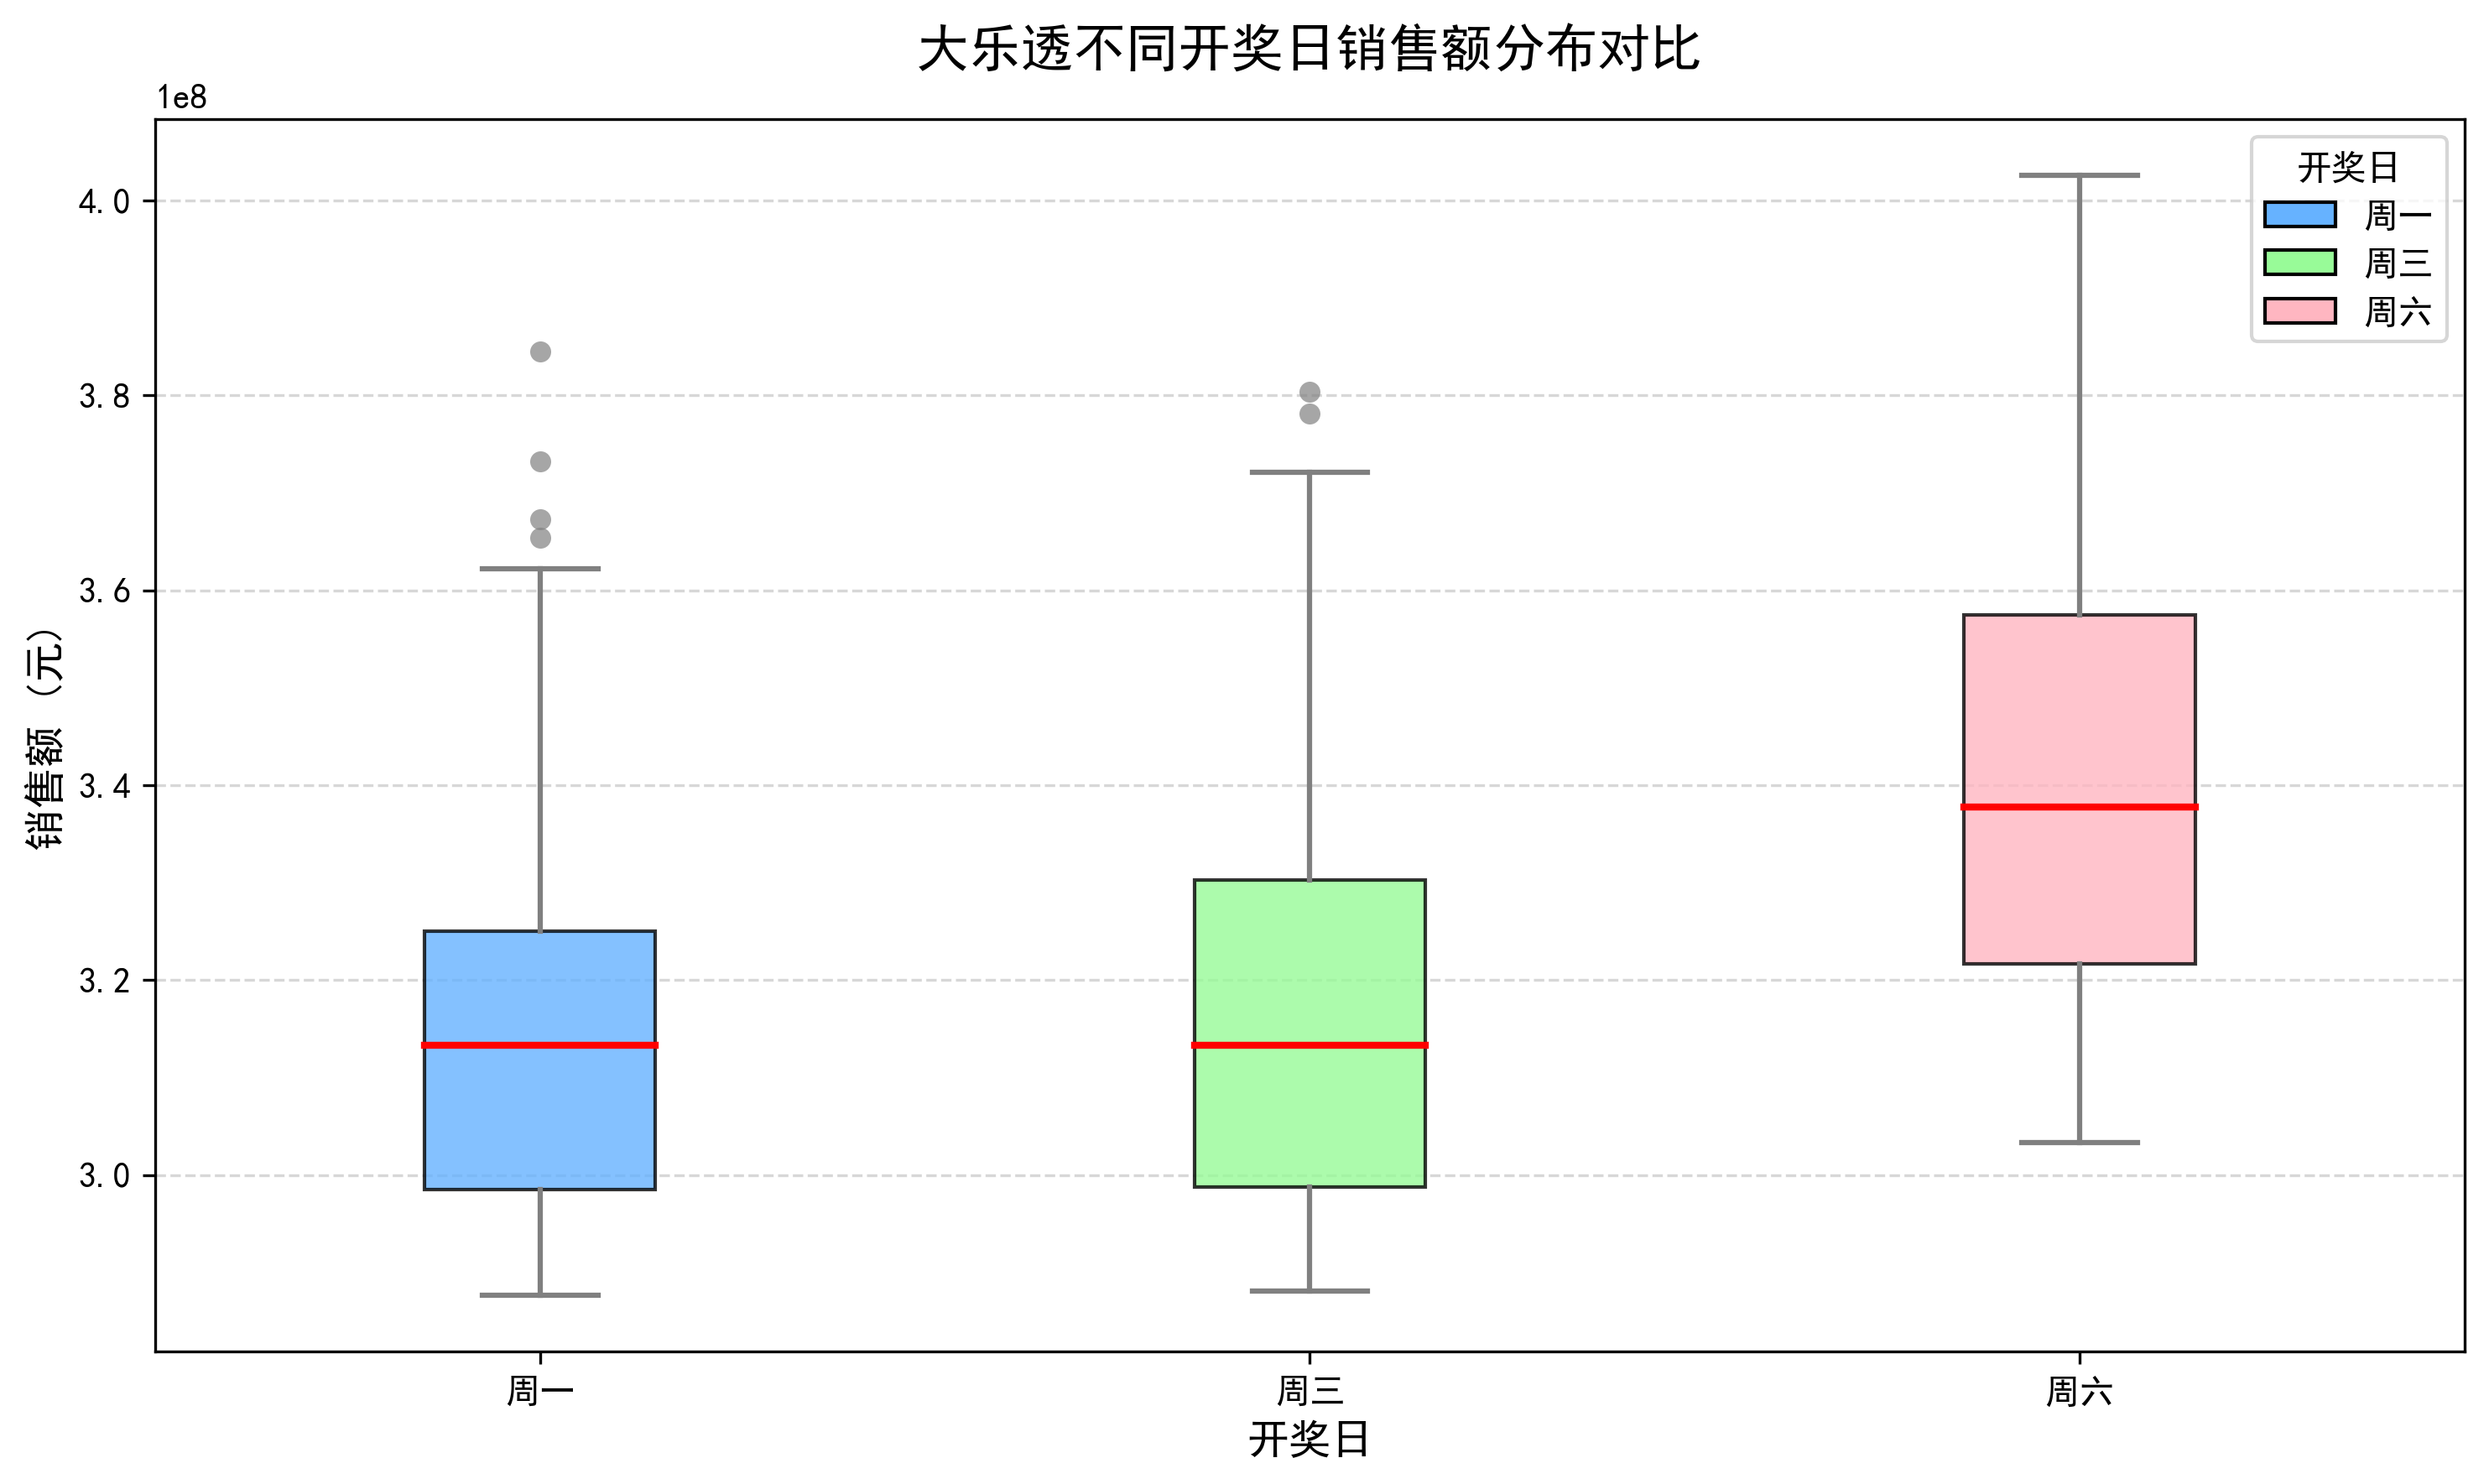 大乐透不同开奖日销售额分布对比
1e8
4.0
3.8
3.6
3.4
3.2
3.0
销售额 (元)
开奖日
周一
周三
周六
周一
周三
周六
开奖日